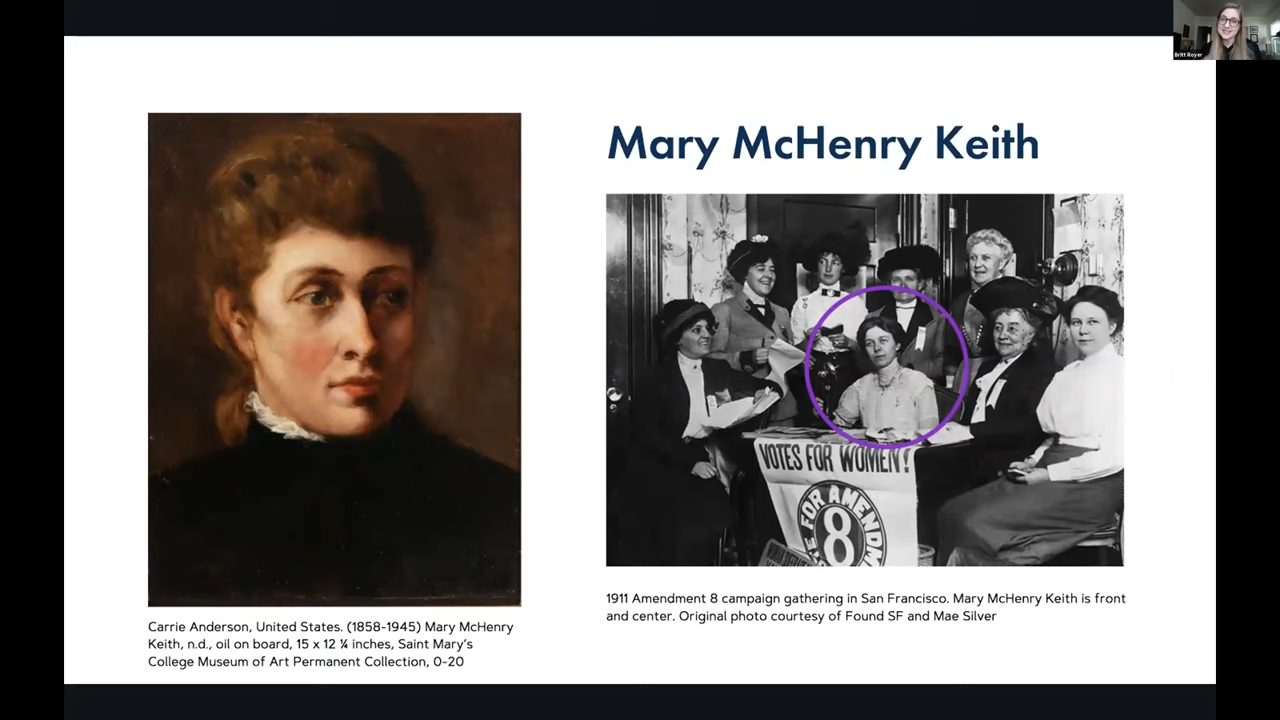 Britt Royer
Mary McHenry Keith
VOTES FOR WOMEN!
FOR AMENDM
8
Carrie Anderson, United States. (1858-1945) Mary McHenry
Keith, n.d., oil on board, 15 x 12 ¼ inches, Saint Mary's
College Museum of Art Permanent Collection, 0-20
1911 Amendment 8 campaign gathering in San Francisco. Mary McHenry Keith is front
and center. Original photo courtesy of Found SF and Mae Silver